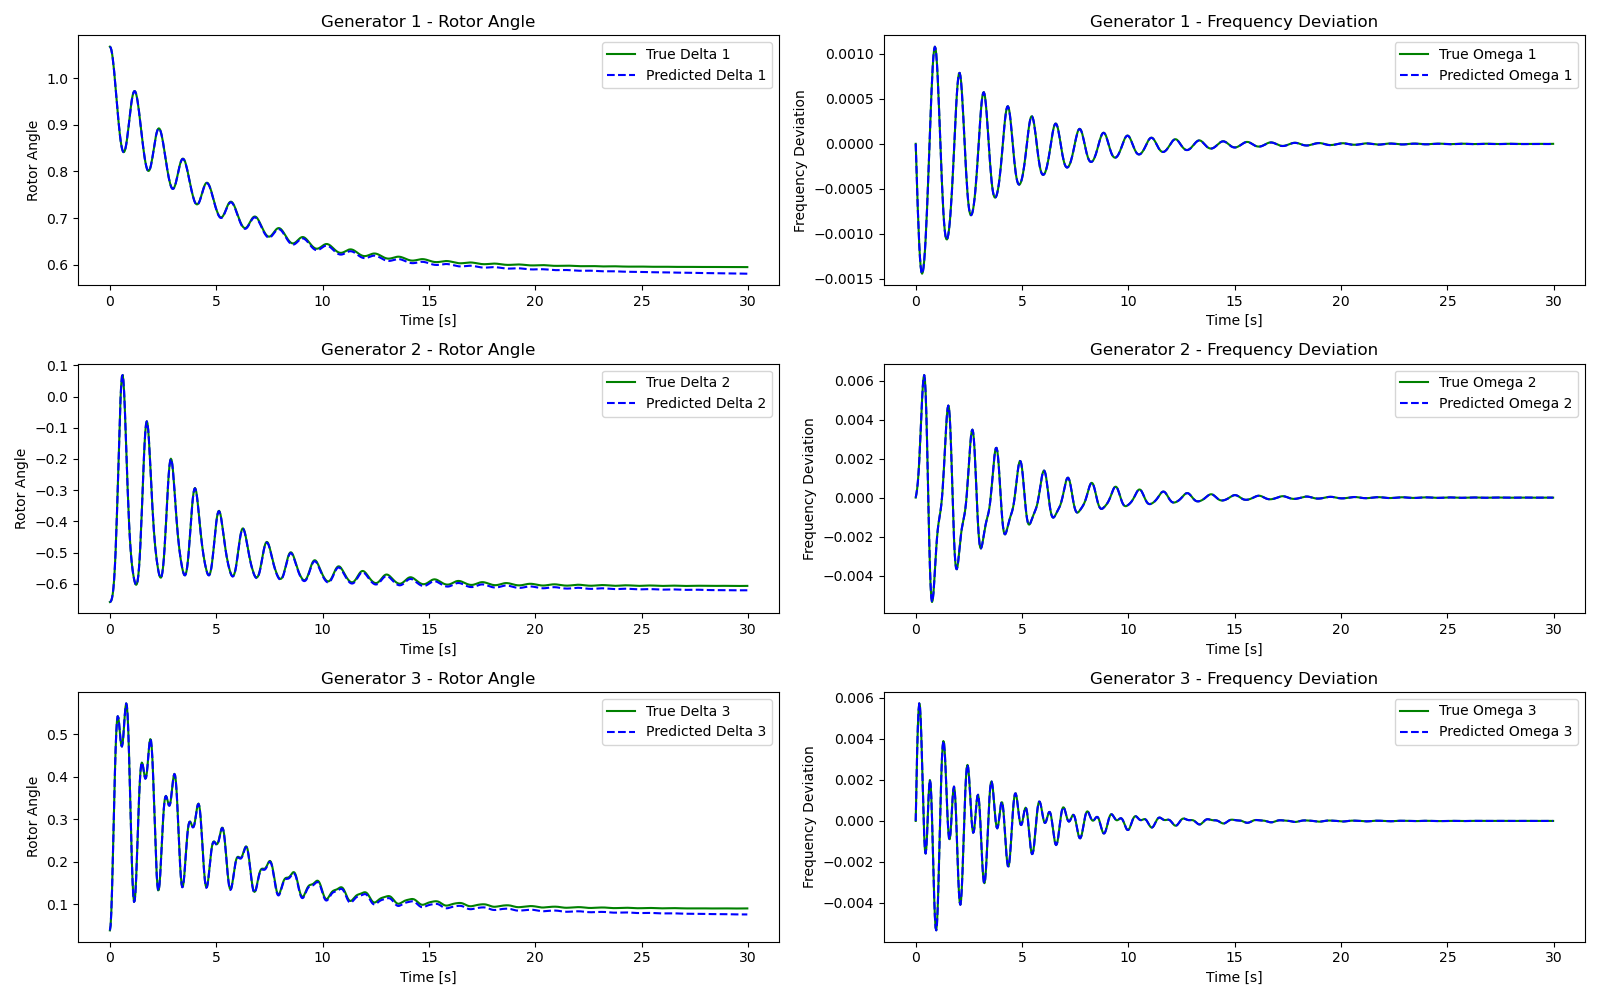 Generator 1 - Rotor Angle
True Delta 1
Predicted Delta 1
Rotor Angle
1.0
0.9
0.8
0.7
0.6
0 5 10 15 20 25 30
Time [s]
Generator 1 - Frequency Deviation
True Omega 1
Predicted Omega 1
Frequency Deviation
0.0010
0.0005
0.0000
−0.0005
−0.0010
−0.0015
0 5 10 15 20 25 30
Time [s]
Generator 2 - Rotor Angle
True Delta 2
Predicted Delta 2
Rotor Angle
0.1
0.0
−0.1
−0.2
−0.3
−0.4
−0.5
−0.6
0 5 10 15 20 25 30
Time [s]
Generator 2 - Frequency Deviation
True Omega 2
Predicted Omega 2
Frequency Deviation
0.006
0.004
0.002
0.000
−0.002
−0.004
0 5 10 15 20 25 30
Time [s]
Generator 3 - Rotor Angle
True Delta 3
Predicted Delta 3
Rotor Angle
0.5
0.4
0.3
0.2
0.1
0 5 10 15 20 25 30
Time [s]
Generator 3 - Frequency Deviation
True Omega 3
Predicted Omega 3
Frequency Deviation
0.006
0.004
0.002
0.000
−0.002
−0.004
0 5 10 15 20 25 30
Time [s]